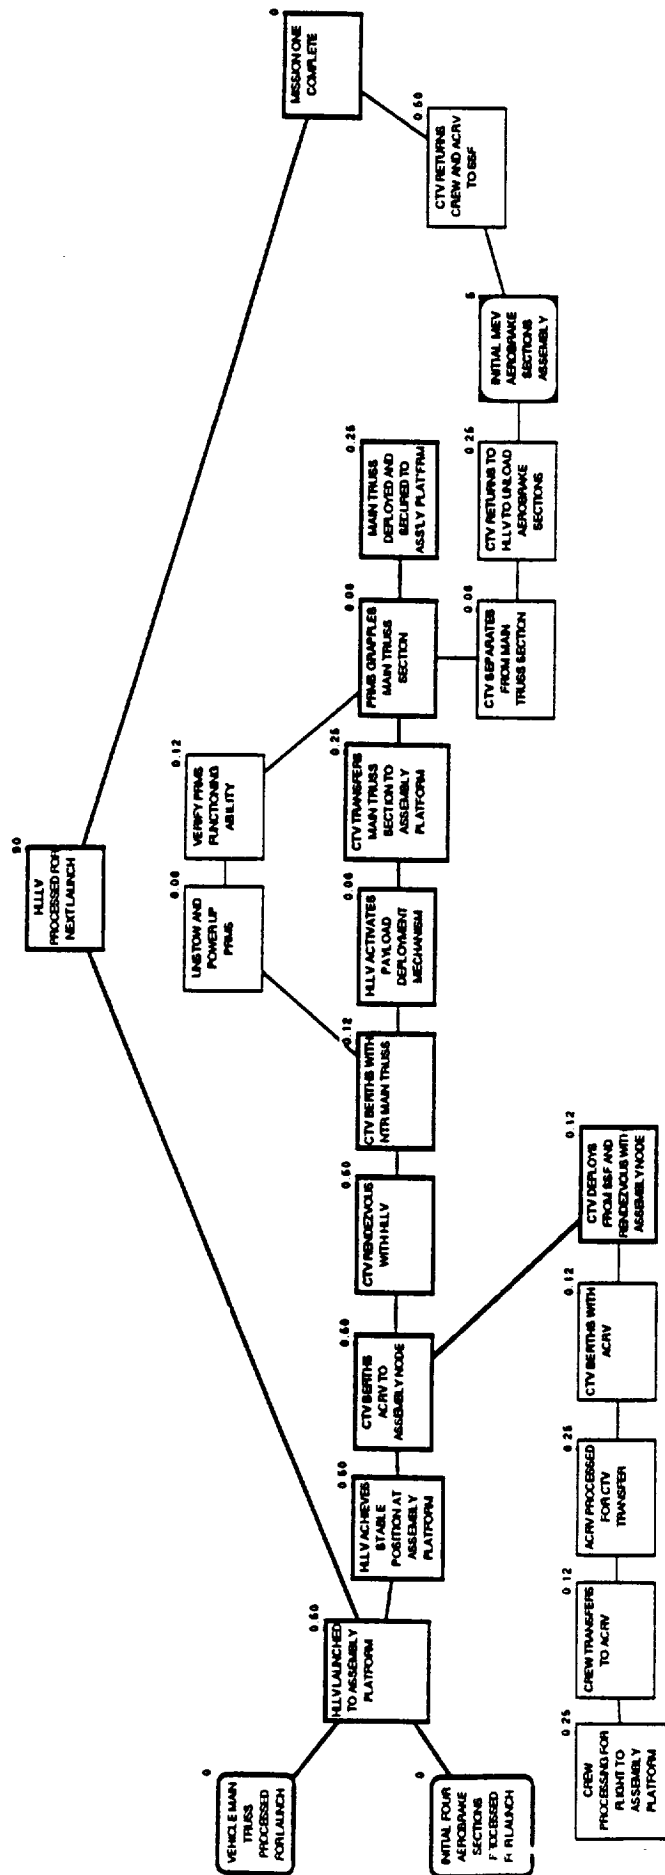 0
VEHICLE MAIN
TRUSS
PROCESSED
FOR LAUNCH
0
INITIAL FOUR
AEROBRAKE
SECTIONS
PROCESSED
FOR LAUNCH
0.50
HLLV LAUNCHED
TO ASSEMBLY
PLATFORM
90
HLLLV
PROCESSED FOR
NEXT LAUNCH
0.50
HLLV ACHIEVES
STABLE
POSITION AT
ASSEMBLY
PLATFORM
0.50
CTV BERTHS
ACRV TO
ASSEMBLY NODE
0.50
CTV RENDEZVOUS
WITH HLLV
0.12
CTV BERTHS WITH
NTR MAIN TRUSS
0.06
HLLV ACTIVATES
PAYLOAD
DEPLOYMENT
MECHANISM
0.25
CTV TRANSFERS
MAIN TRUSS
SECTION TO
ASSEMBLY
PLATFORM
0.06
PRMS GRAPPLES
MAIN TRUSS
SECTION
0.25
MAIN TRUSS
DEPLOYED AND
SECURED TO
ASS'LY PLAT'FRM
0.06
UNSTOW AND
POWER UP
PRMS
0.12
VERIFY PRMS
FUNCTIONING
ABILITY
0.06
CTV SEPARATES
FROM MAIN
TRUSS SECTION
0.25
CTV RETURNS TO
HLLV TO UNLOAD
AEROBRAKE
SECTIONS
5
INITIAL MEV
AEROBRAKE
SECTIONS
ASSEMBLY
0.50
CTV RETURNS
CREW AND ACRV
TO SSF
0
MISSION ONE
COMPLETE
0.25
CREW
PROCESSING FOR
FLIGHT TO
ASSEMBLY
PLATFORM
0.12
CREW TRANSFERS
TO ACRV
0.25
ACRV PROCESSED
FOR CTV
TRANSFER
0.12
CTV BERTHS WITH
ACRV
0.12
CTV DEPLOYS
FROM SSF AND
RENDEZVOUS WITH
ASSEMBLY NODE